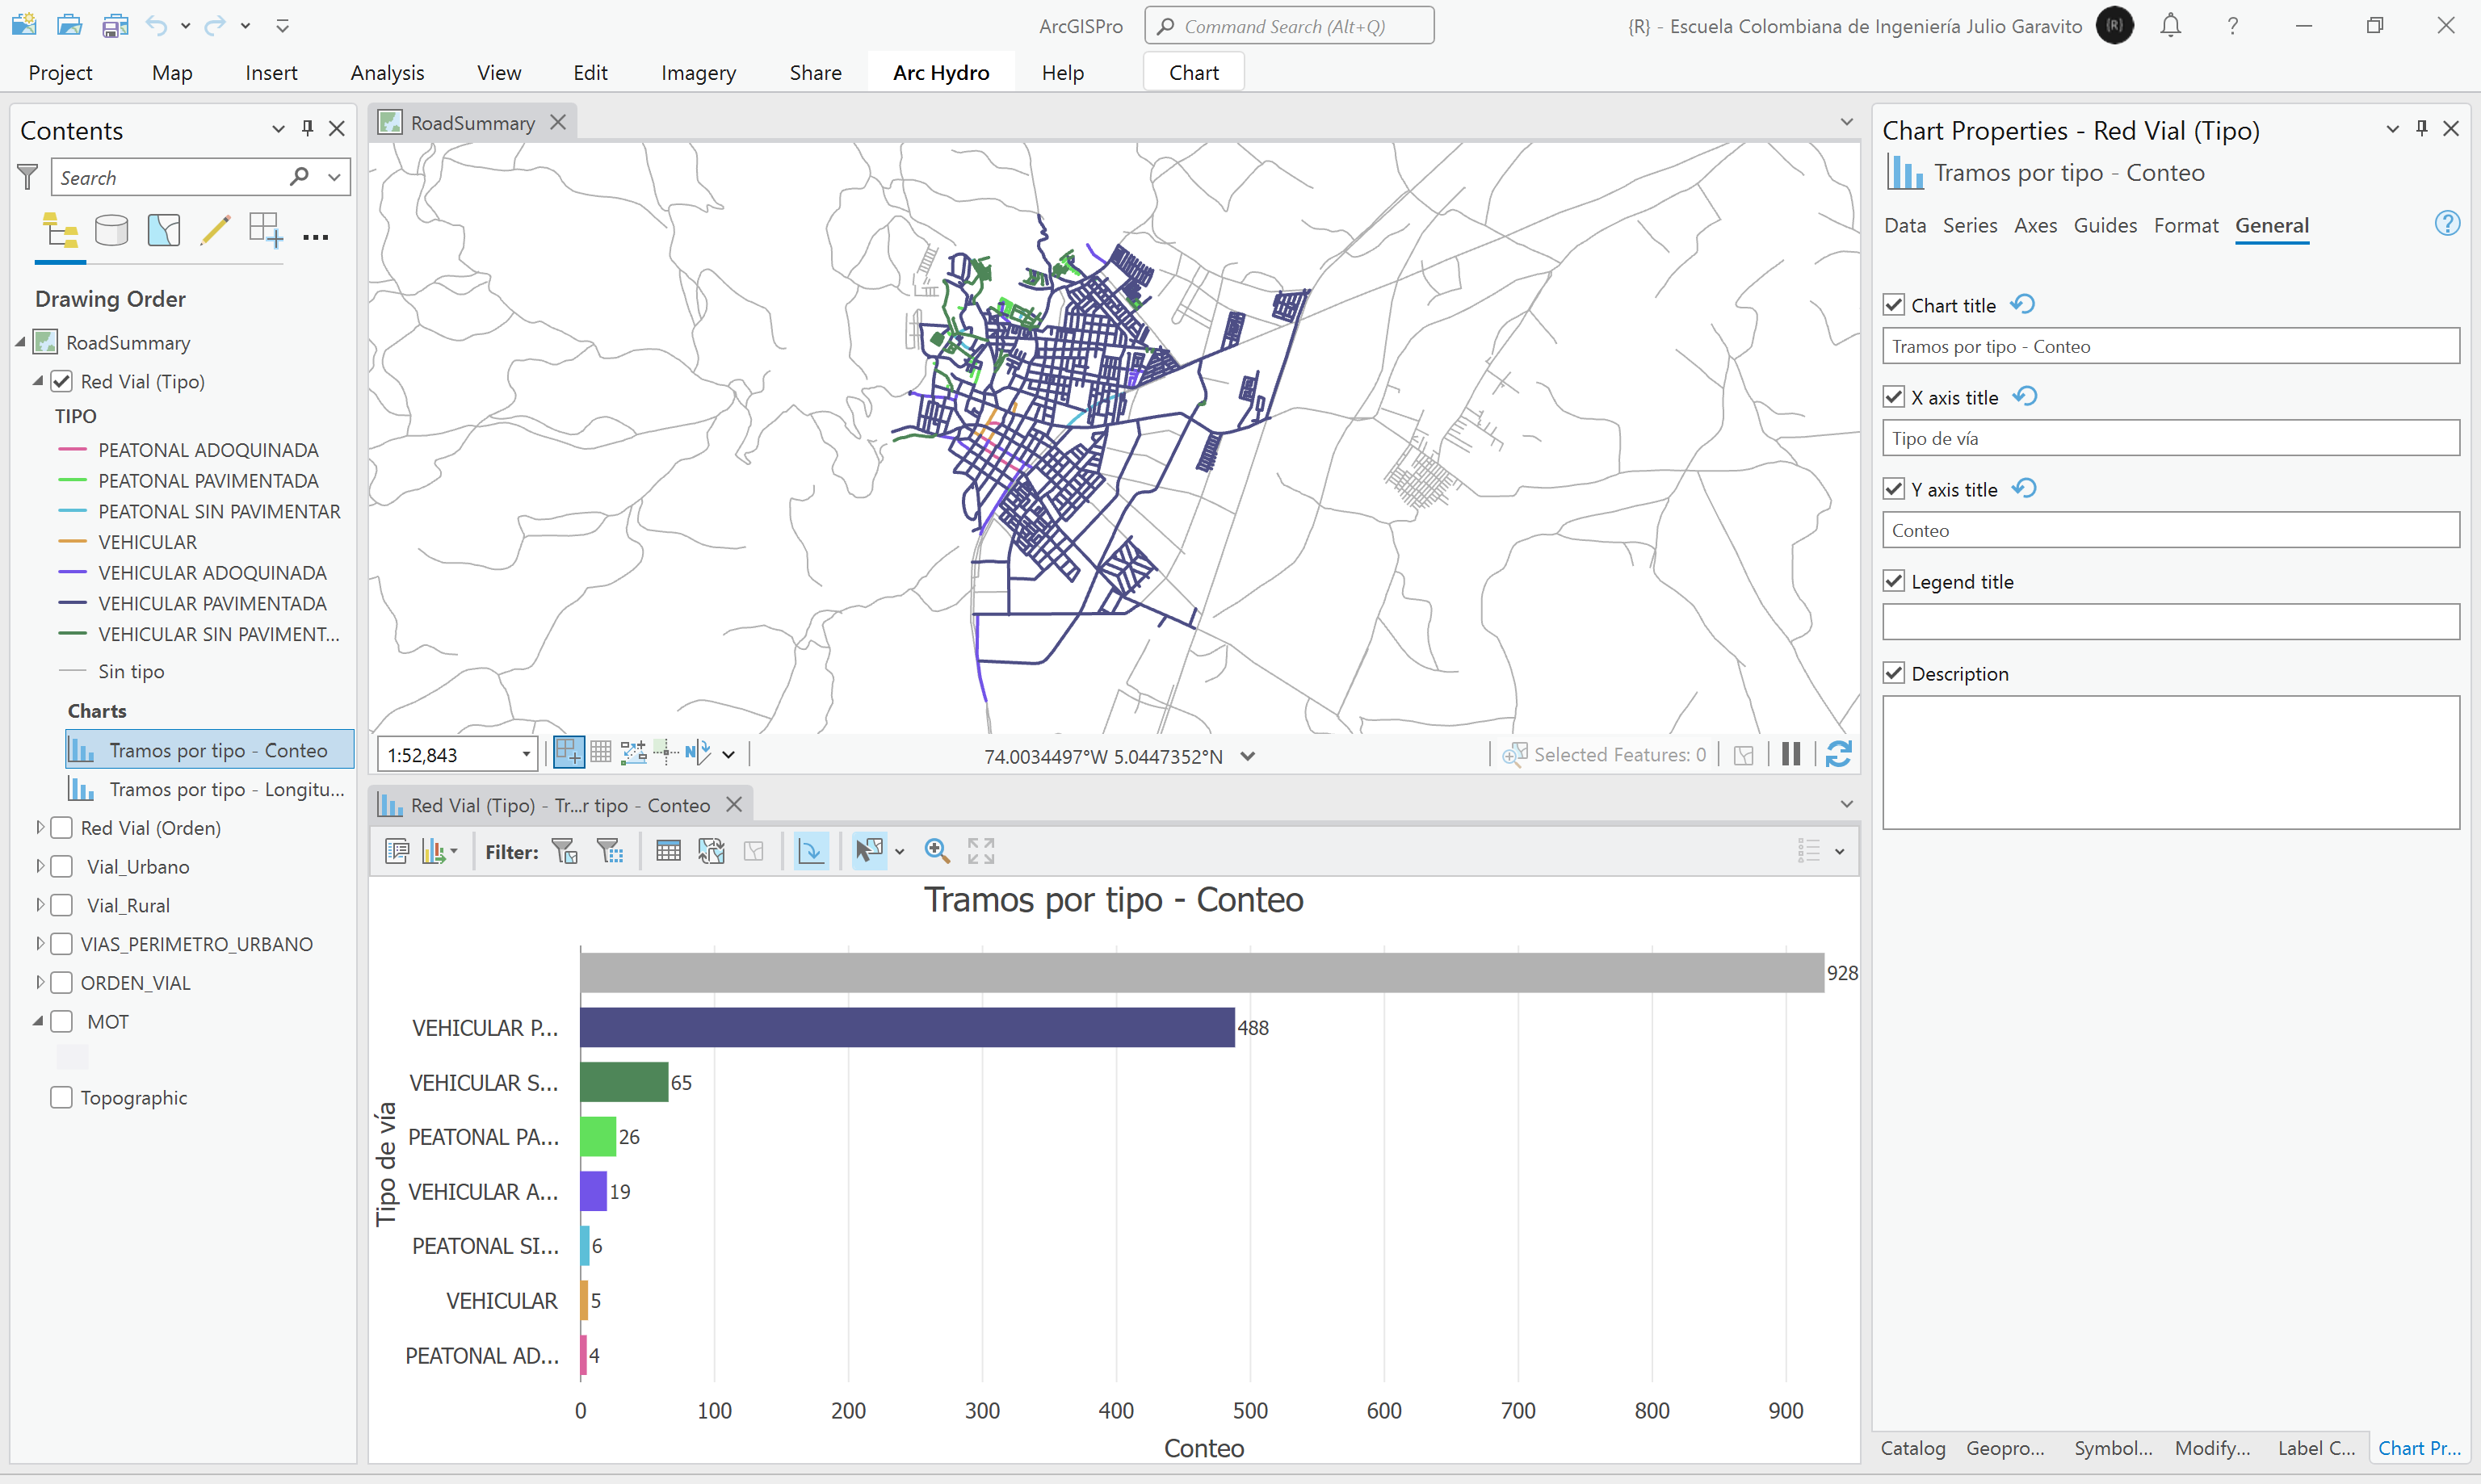 ArcGISPro
Command Search (Alt+Q)
{R} - Escuela Colombiana de Ingeniería Julio Garavito
{R}
?
Project
Map
Insert
Analysis
View
Edit
Imagery
Share
Arc Hydro
Help
Chart
Contents
Search
Drawing Order
RoadSummary
Red Vial (Tipo)
TIPO
PEATONAL ADOQUINADA
PEATONAL PAVIMENTADA
PEATONAL SIN PAVIMENTAR
VEHICULAR
VEHICULAR ADOQUINADA
VEHICULAR PAVIMENTADA
VEHICULAR SIN PAVIMENT...
Sin tipo
Charts
Tramos por tipo - Conteo
Tramos por tipo - Longitu...
Red Vial (Orden)
Vial_Urbano
Vial_Rural
VIAS_PERIMETRO_URBANO
ORDEN_VIAL
MOT
Topographic
RoadSummary
1:52,843
N
74.0034497°W 5.0447352°N
Selected Features: 0
Red Vial (Tipo) - Tr...r tipo - Conteo
Filter:
Tramos por tipo - Conteo
928
VEHICULAR P... 488
VEHICULAR S... 65
PEATONAL PA... 26
VEHICULAR A... 19
PEATONAL SI... 6
VEHICULAR 5
PEATONAL AD... 4
Tipo de vía
0 100 200 300 400 500 600 700 800 900
Conteo
Chart Properties - Red Vial (Tipo)
Tramos por tipo - Conteo
Data Series Axes Guides Format General
?
Chart title
Tramos por tipo - Conteo
X axis title
Tipo de vía
Y axis title
Conteo
Legend title
Description
Catalog Geopro... Symbol... Modify... Label C... Chart Pr...